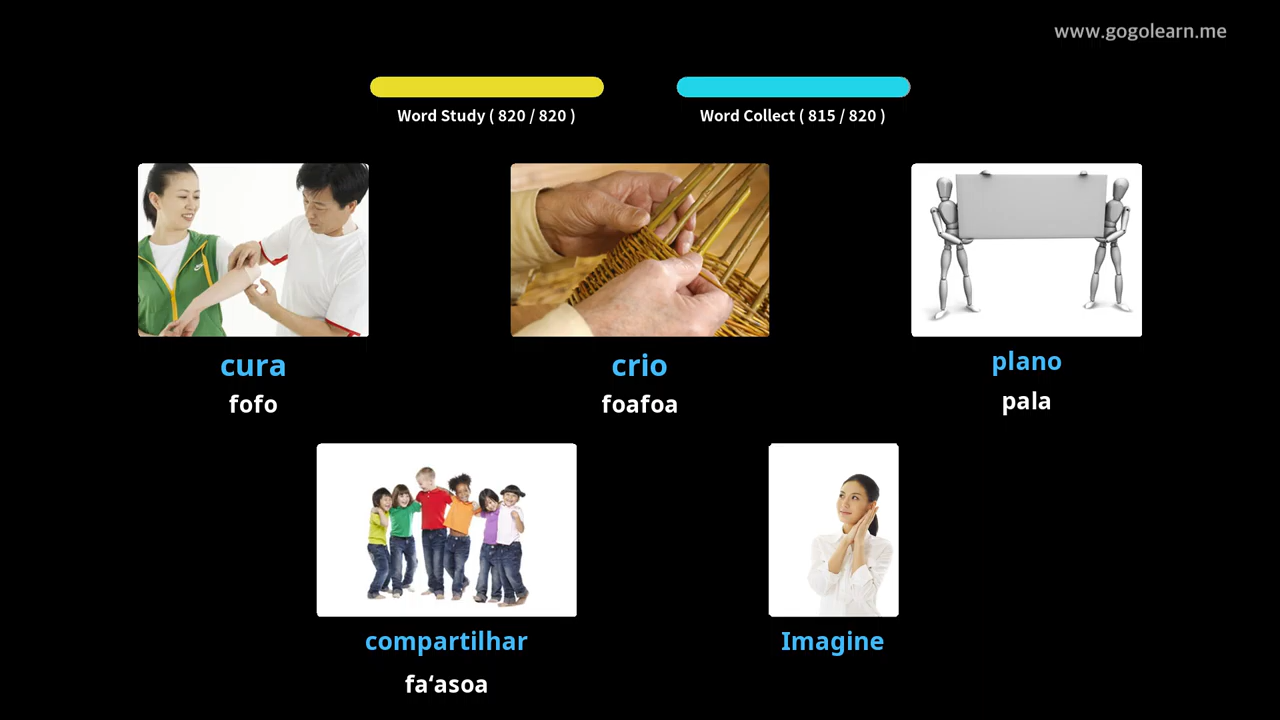 www.gogolearn.me
Word Study ( 820 / 820 )
Word Collect ( 815 / 820 )
cura
fofo
crio
foafoa
plano
pala
compartilhar
fa‘asoa
Imagine